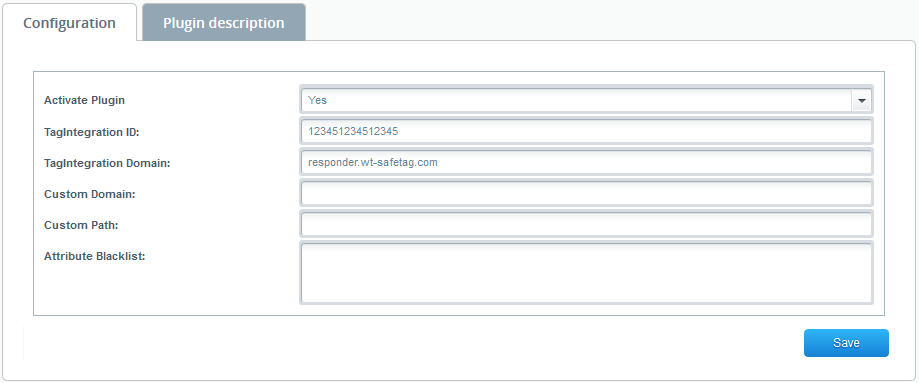 Configuration
Plugin description
Activate Plugin Yes
TagIntegration ID: 123451234512345
TagIntegration Domain: responder.wt-safetag.com
Custom Domain:
Custom Path:
Attribute Blacklist:
Save